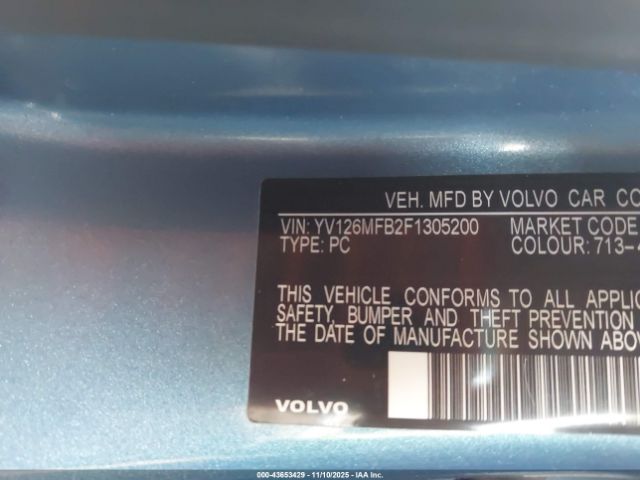 VEH. MFD BY VOLVO CAR CO
VIN: YV126MFB2F1305200 MARKET CODE
TYPE: PC COLOUR: 713-4
THIS VEHICLE CONFORMS TO ALL APPLIC
SAFETY, BUMPER AND THEFT PREVENTION
THE DATE OF MANUFACTURE SHOWN ABOV
VOLVO
000-43653429 - 11/10/2025 - IAA Inc.